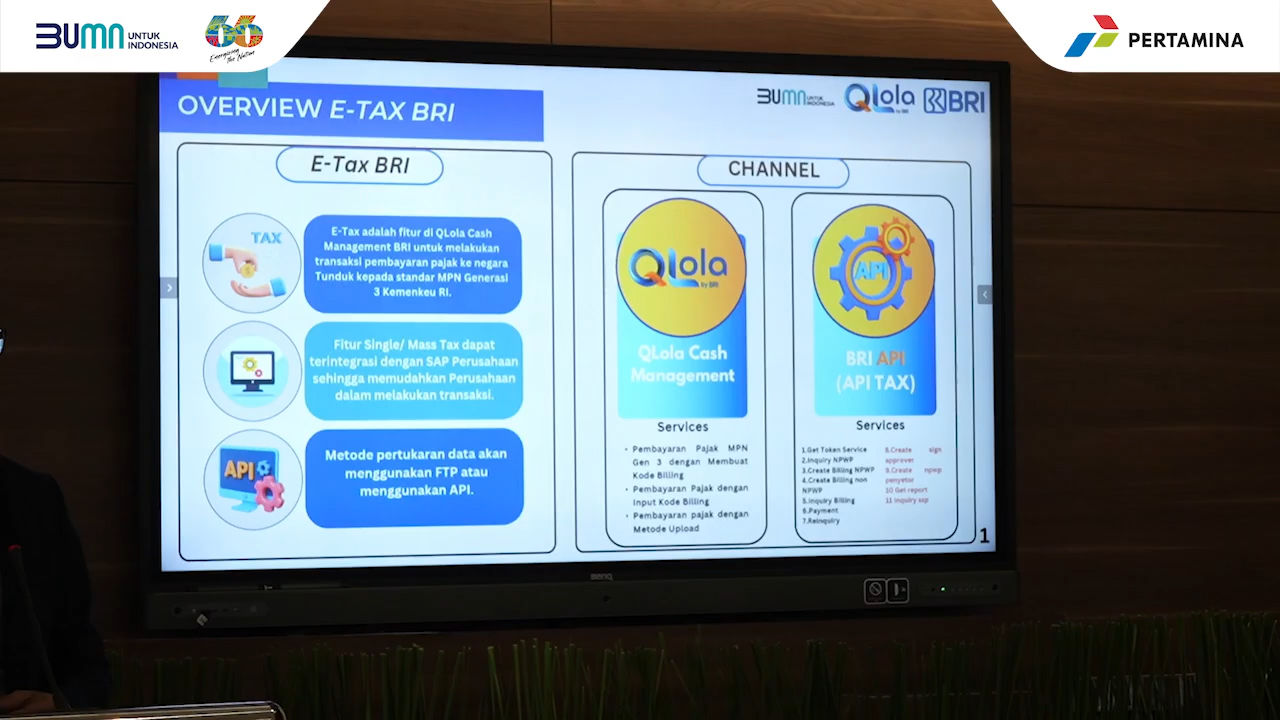 BUMN UNTUK
INDONESIA
66
Energizing
the Nation
PERTAMINA
OVERVIEW E-TAX BRI
BUMN UNTUK
INDONESIA
QLola
by BRI
BRI
E-Tax BRI
TAX
E-Tax adalah fitur di QLola Cash
Management BRI untuk melakukan
transaksi pembayaran pajak ke negara
Tunduk kepada standar MPN Generasi
3 Kemenkeu RI.
Fitur Single/ Mass Tax dapat
terintegrasi dengan SAP Perusahaan
sehingga memudahkan Perusahaan
dalam melakukan transaksi.
API
Metode pertukaran data akan
menggunakan FTP atau
menggunakan API.
CHANNEL
QLola
by BRI
QLola Cash
Management
Services
• Pembayaran Pajak MPN
Gen 3 dengan Membuat
Kode Billing
• Pembayaran Pajak dengan
Input Kode Billing
• Pembayaran pajak dengan
Metode Upload
API
BRI API
(API TAX)
Services
1.Get Token Service
2.Inquiry NPWP
3.Create Billing NPWP
4.Create Billing non
NPWP
5.Inquiry Billing
6.Payment
7.Reinquiry
8.Create sign
approver
9.Create npwp
penyetor
10 Get report
11 Inquiry ssp
1
BenQ